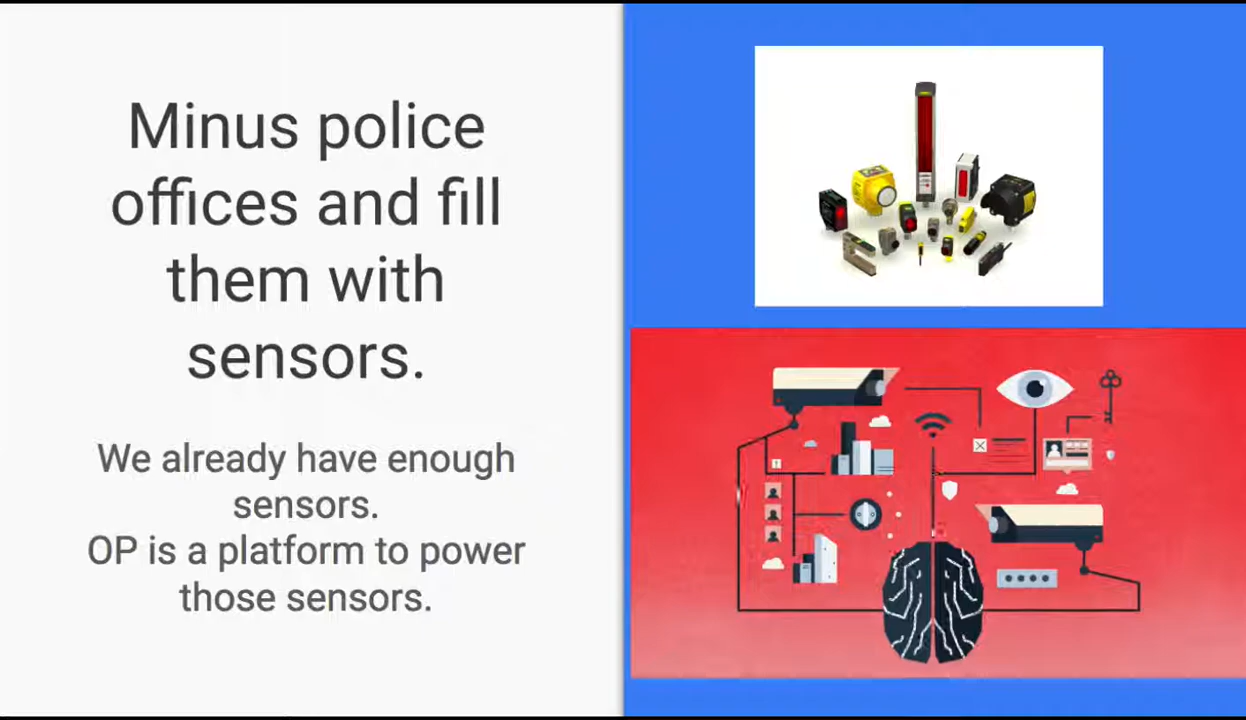 Minus police
offices and fill
them with
sensors.
We already have enough
sensors.
OP is a platform to power
those sensors.